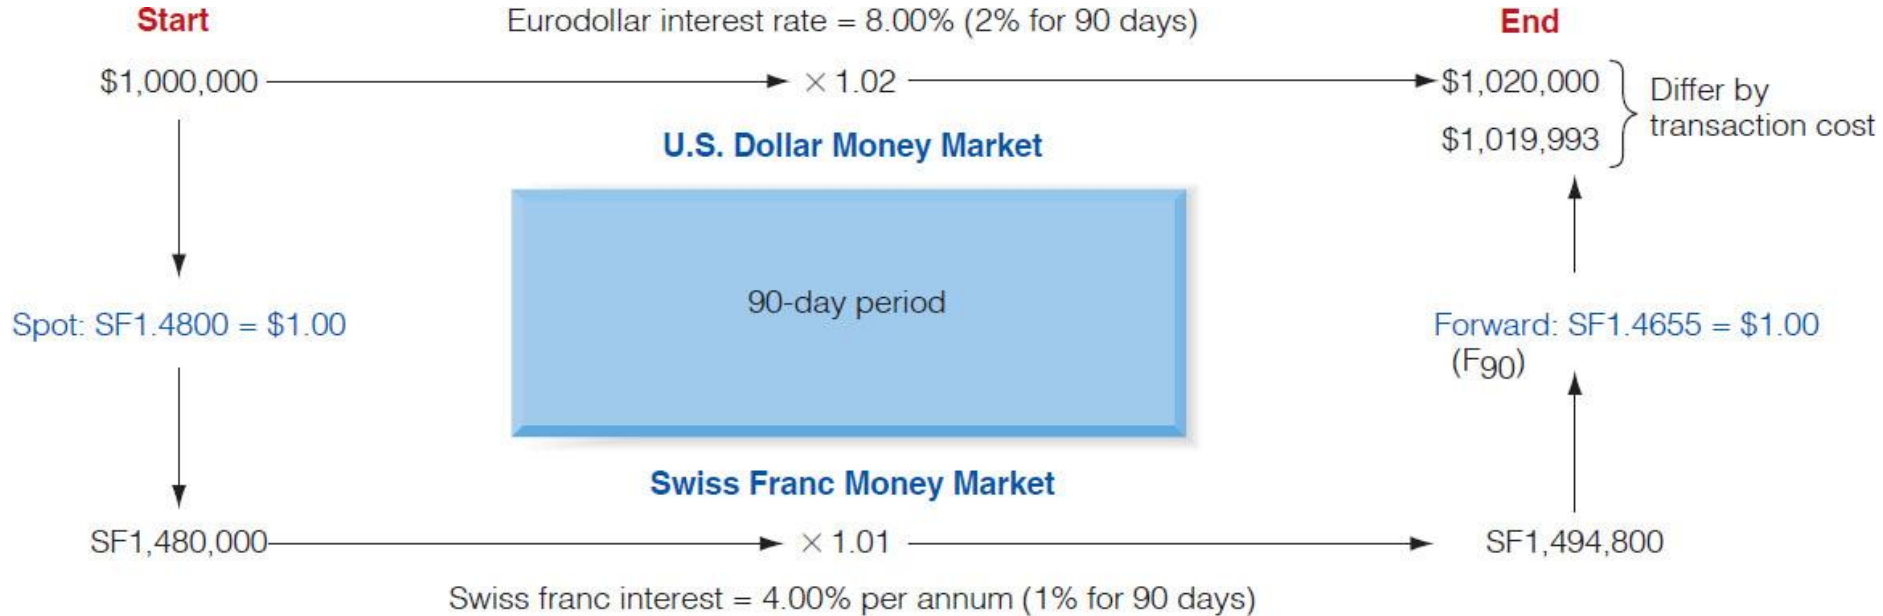 Start
Eurodollar interest rate = 8.00% (2% for 90 days)
End
$1,000,000
× 1.02
$1,020,000
$1,019,993
Differ by
transaction cost
U.S. Dollar Money Market
90-day period
Spot: SF1.4800 = $1.00
Forward: SF1.4655 = $1.00
(F90)
Swiss Franc Money Market
SF1,480,000
× 1.01
SF1,494,800
Swiss franc interest = 4.00% per annum (1% for 90 days)